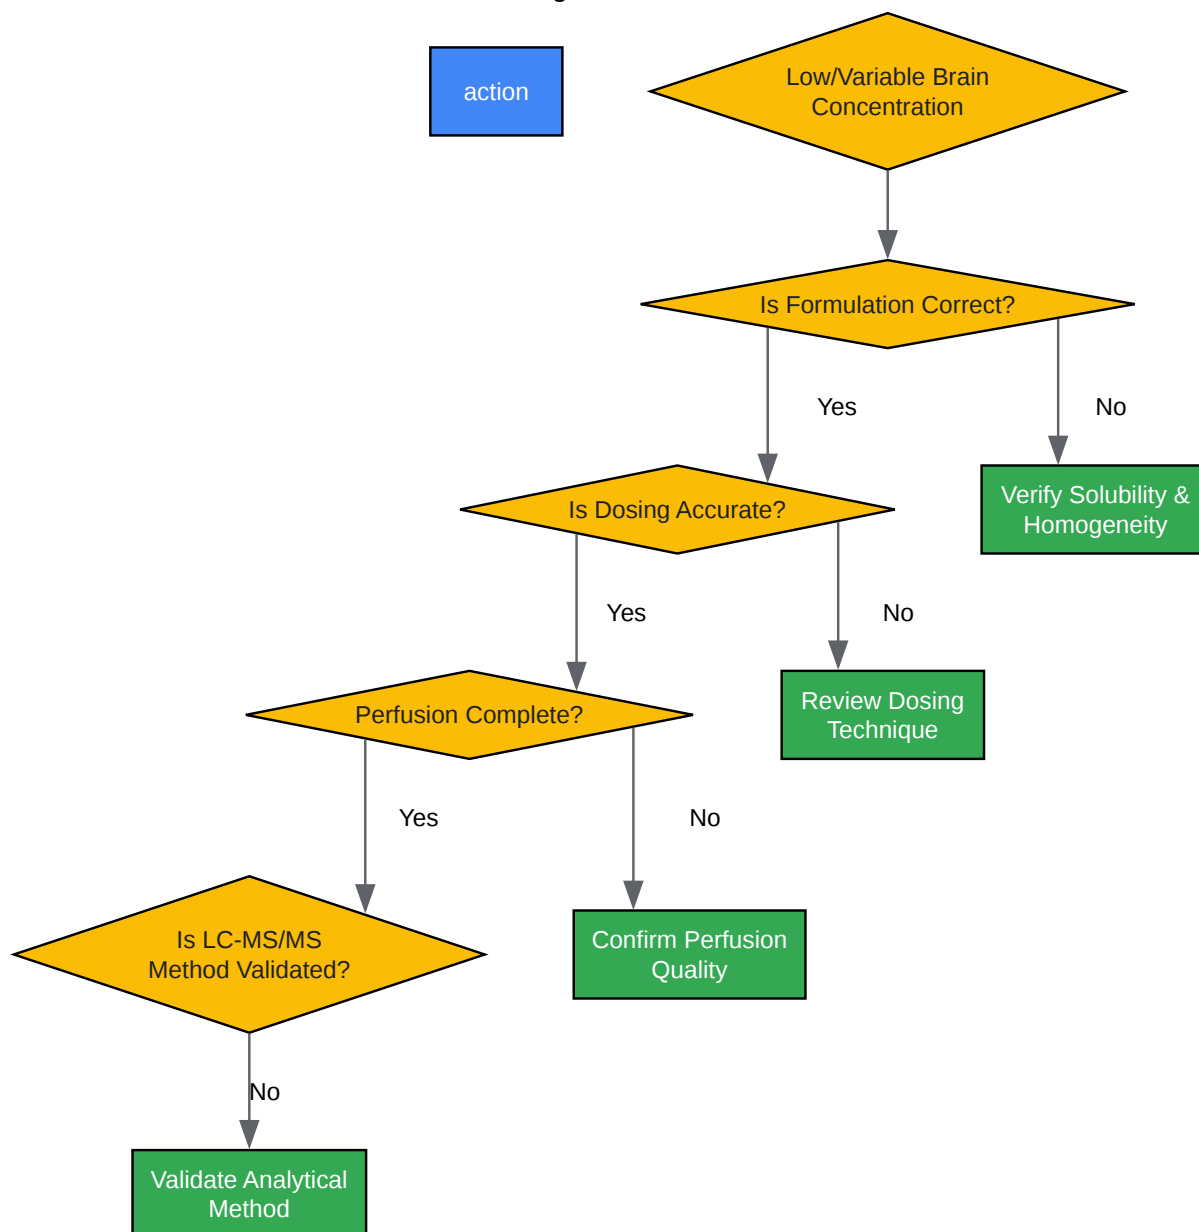 action
Low/Variable Brain
Concentration
Is Formulation Correct?
Yes
No
Is Dosing Accurate?
Verify Solubility &
Homogeneity
Yes
No
Perfusion Complete?
Review Dosing
Technique
Yes
No
Is LC-MS/MS
Method Validated?
Confirm Perfusion
Quality
No
Validate Analytical
Method